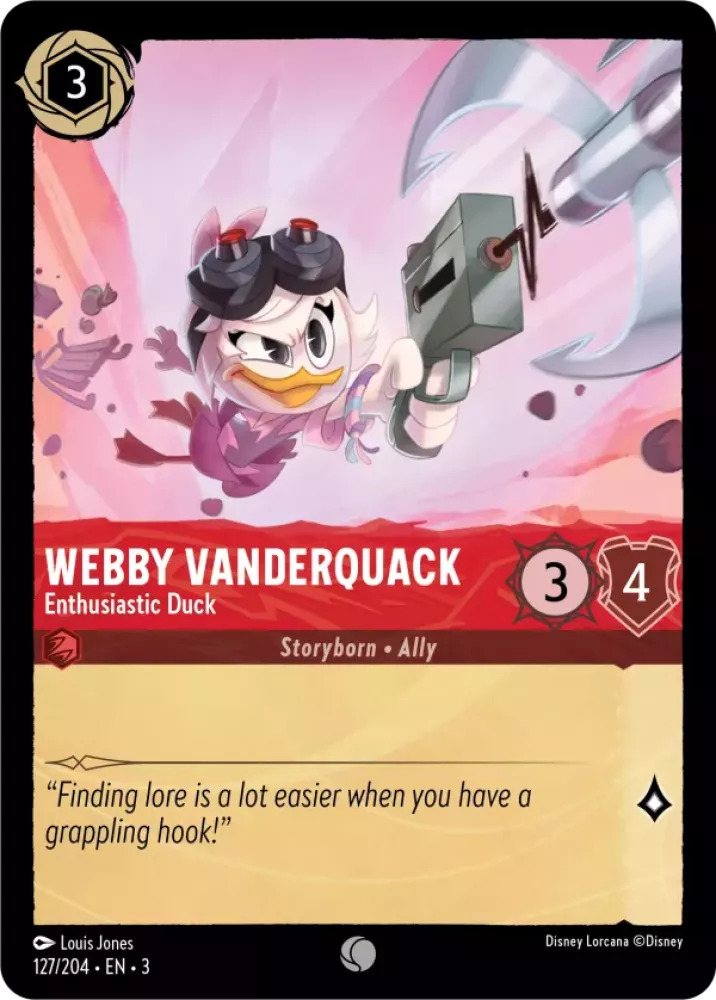 3
WEBBY VANDERQUACK
Enthusiastic Duck
3
4
Storyborn • Ally
“Finding lore is a lot easier when you have a
grappling hook!”
Louis Jones
Disney Lorcana ©Disney
127/204 • EN • 3